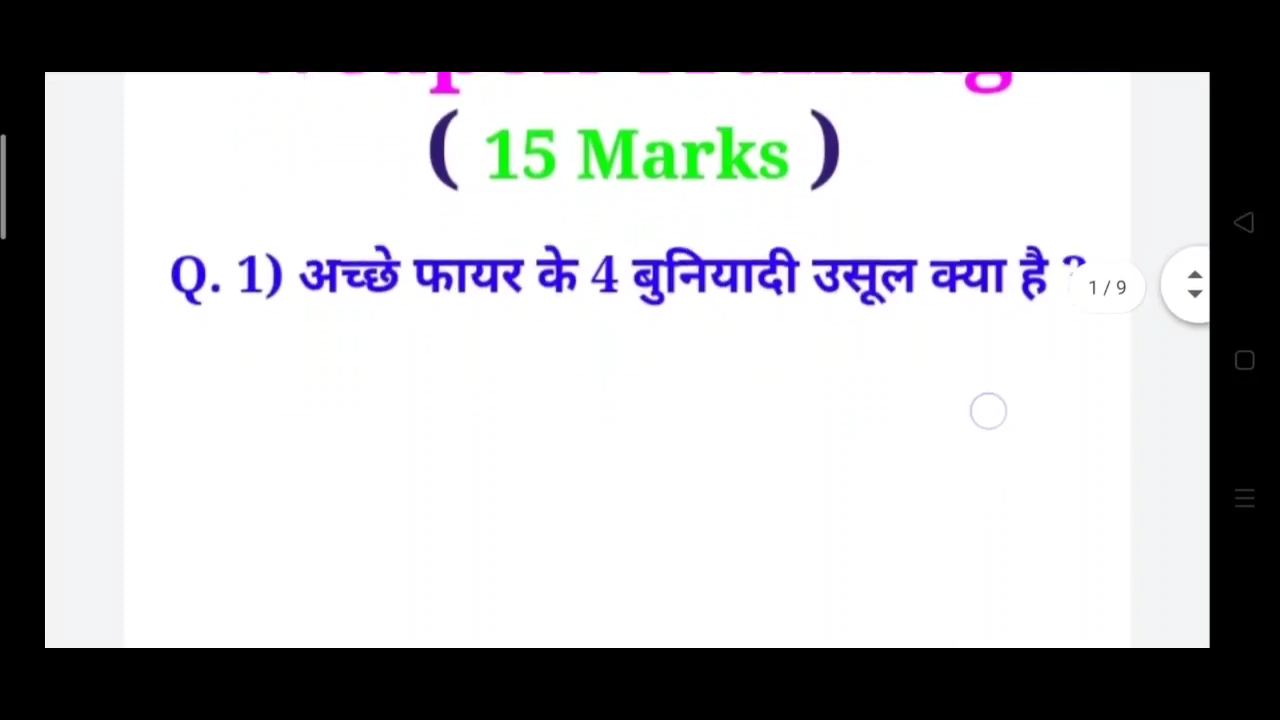 ( 15 Marks )
Q. 1) अच्छे फायर के 4 बुनियादी उसूल क्या है ?
1 / 9